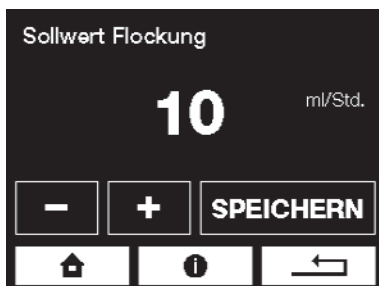 Sollwert Flockung
10 ml/Std.
− + SPEICHERN